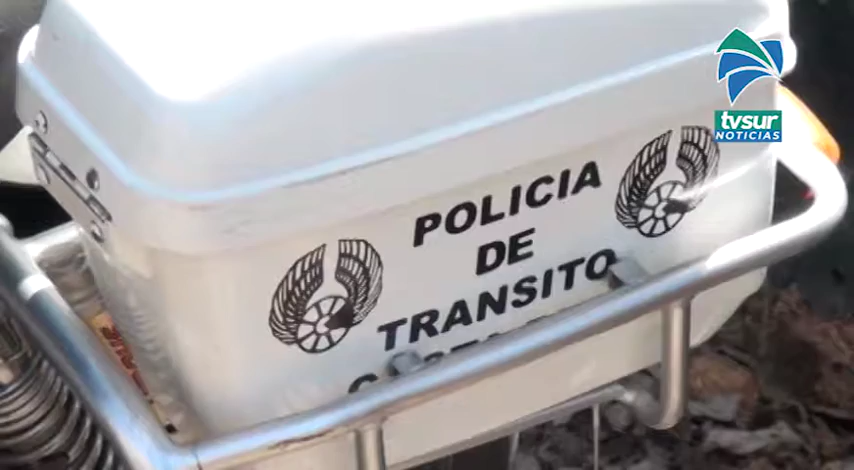 tvsur
NOTICIAS
POLICIA
DE
TRANSITO